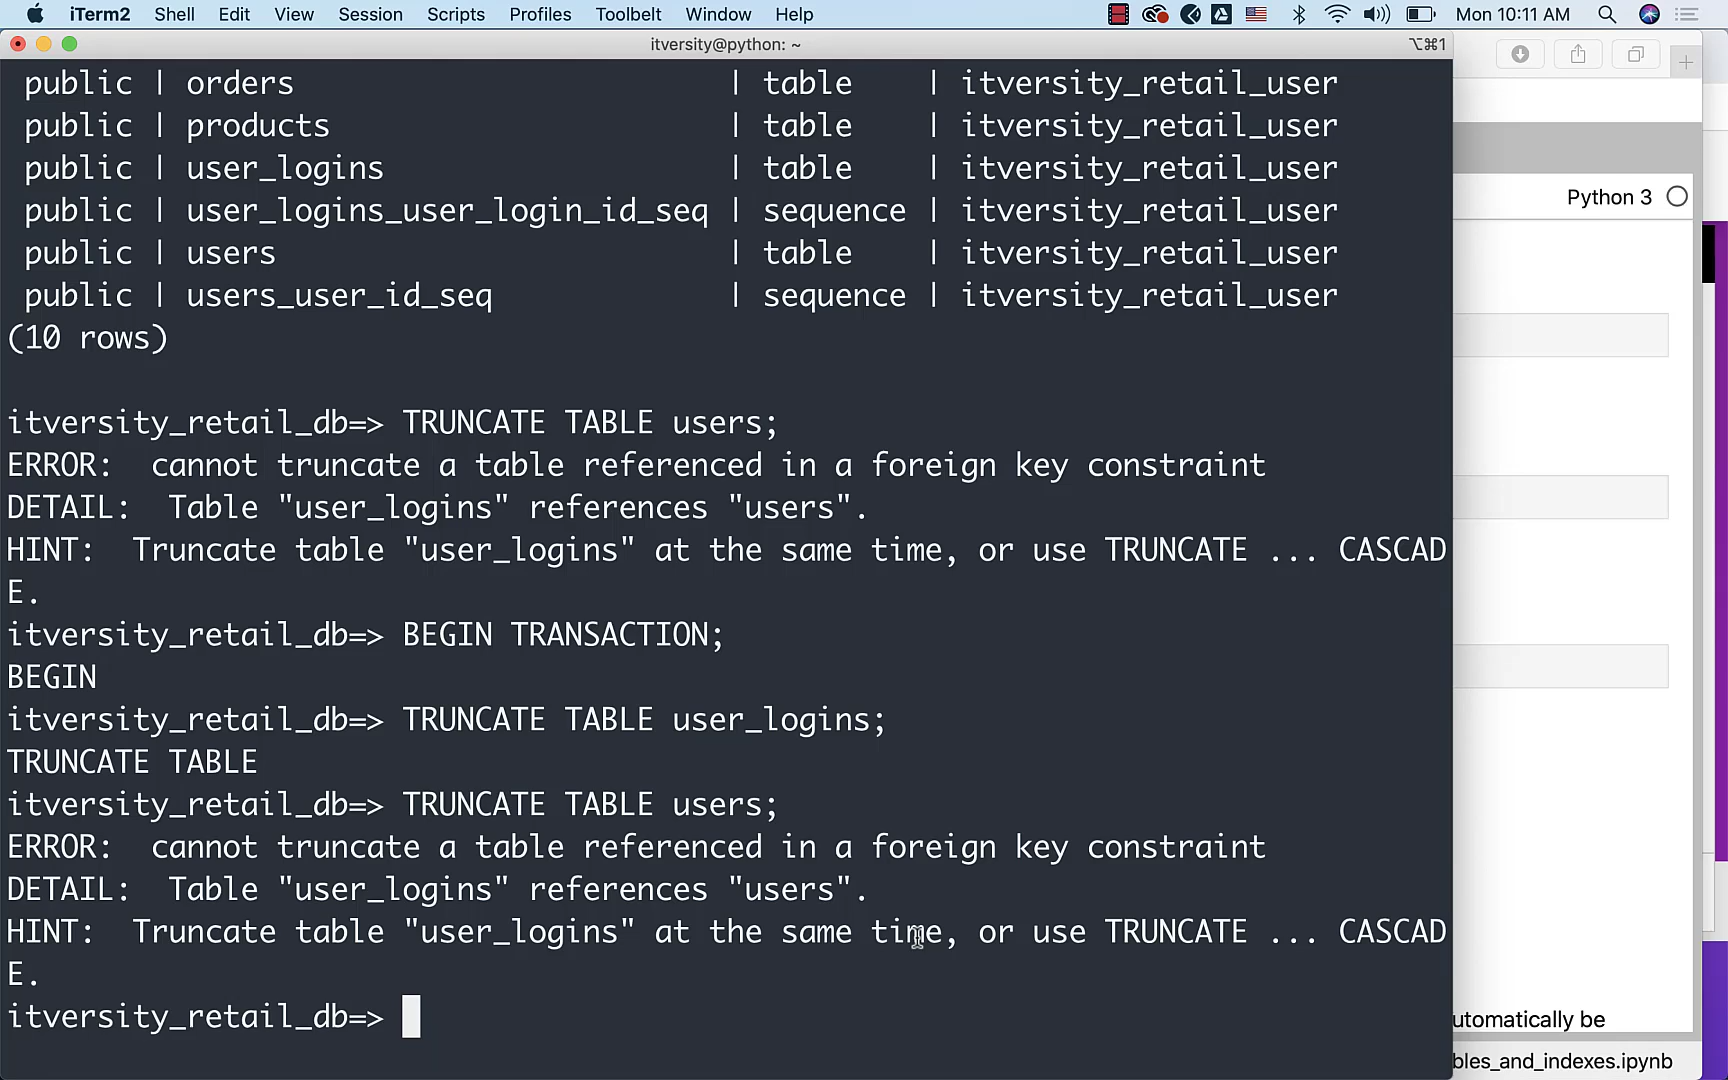 iTerm2 Shell Edit View Session Scripts Profiles Toolbelt Window Help Mon 10:11 AM
itversity@python: ~ ⌥⌘1
public | orders | table | itversity_retail_user
public | products | table | itversity_retail_user
public | user_logins | table | itversity_retail_user
public | user_logins_user_login_id_seq | sequence | itversity_retail_user
public | users | table | itversity_retail_user
public | users_user_id_seq | sequence | itversity_retail_user
(10 rows)
itversity_retail_db=> TRUNCATE TABLE users;
ERROR:  cannot truncate a table referenced in a foreign key constraint
DETAIL:  Table "user_logins" references "users".
HINT:  Truncate table "user_logins" at the same time, or use TRUNCATE ... CASCAD
E.
itversity_retail_db=> BEGIN TRANSACTION;
BEGIN
itversity_retail_db=> TRUNCATE TABLE user_logins;
TRUNCATE TABLE
itversity_retail_db=> TRUNCATE TABLE users;
ERROR:  cannot truncate a table referenced in a foreign key constraint
DETAIL:  Table "user_logins" references "users".
HINT:  Truncate table "user_logins" at the same time, or use TRUNCATE ... CASCAD
E.
itversity_retail_db=>
Python 3
utomatically be
bles_and_indexes.ipynb